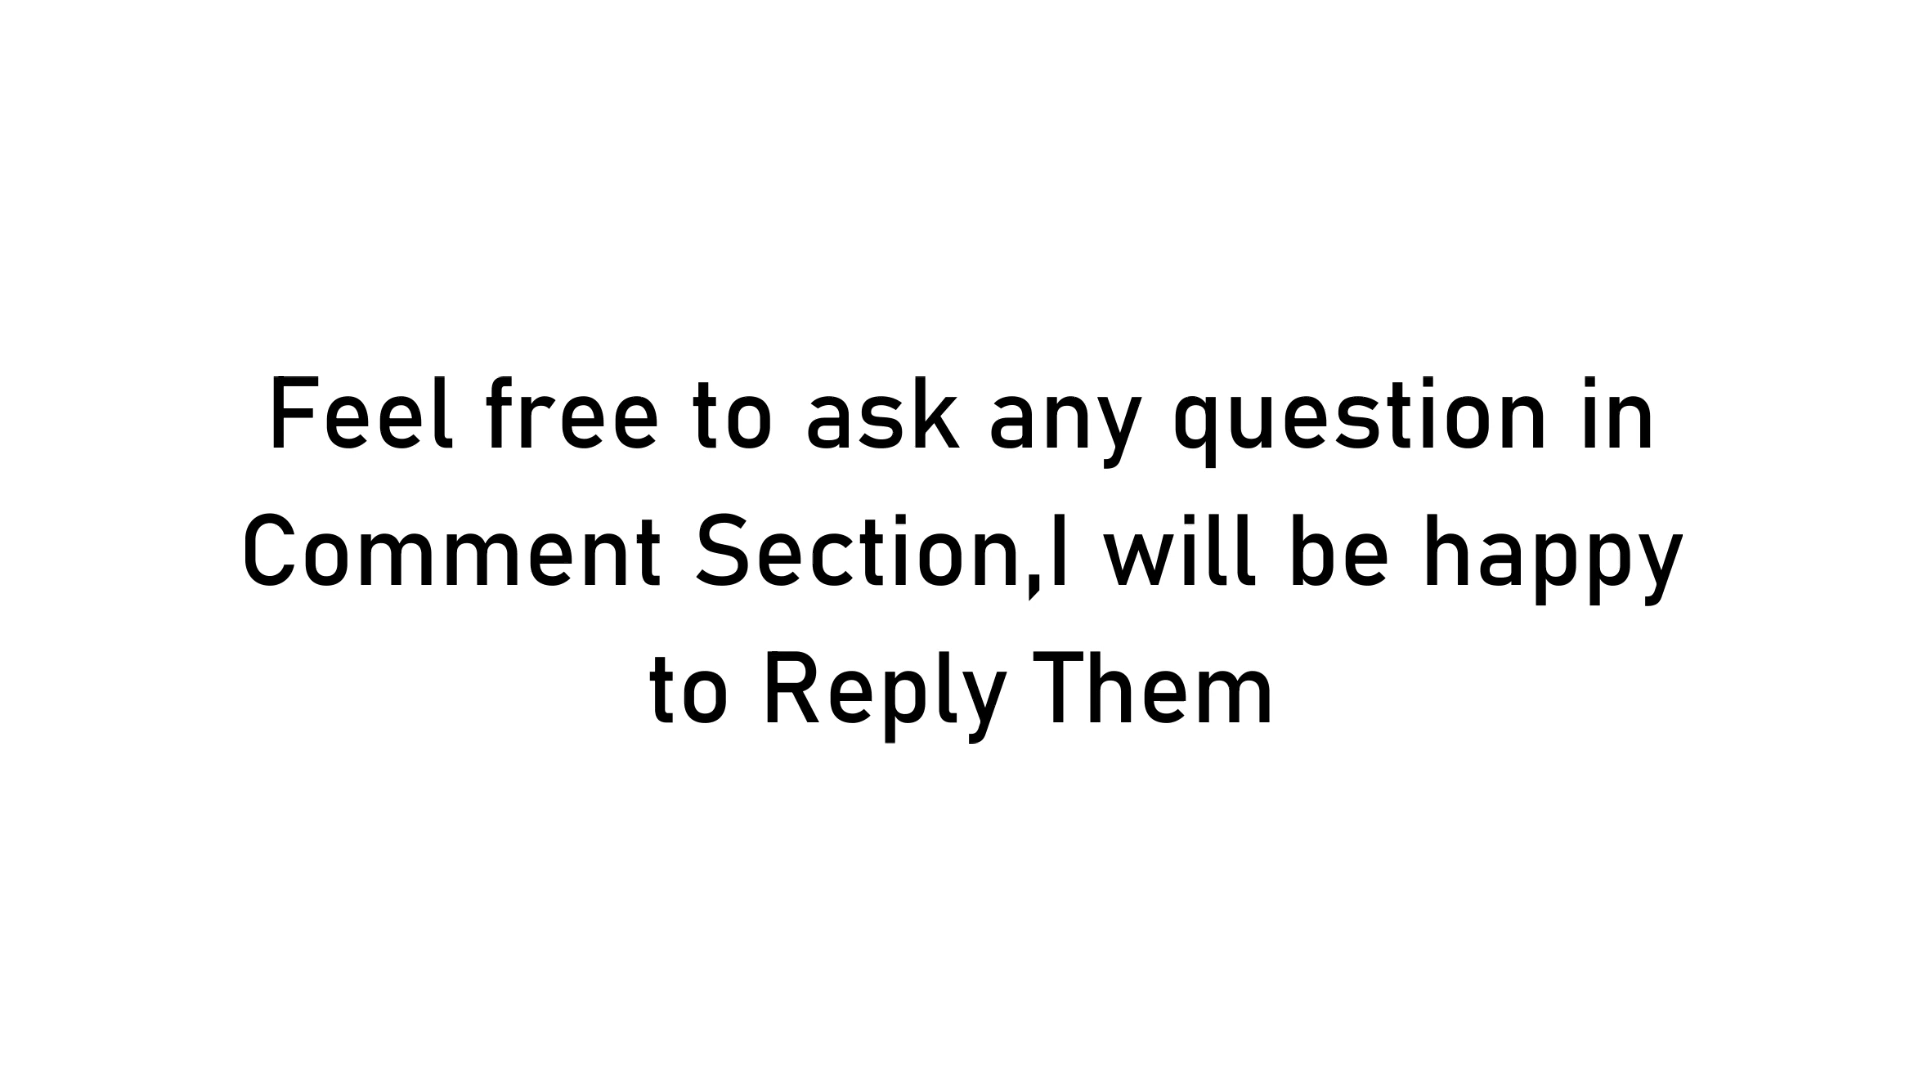 Feel free to ask any question in
Comment Section,I will be happy
to Reply Them